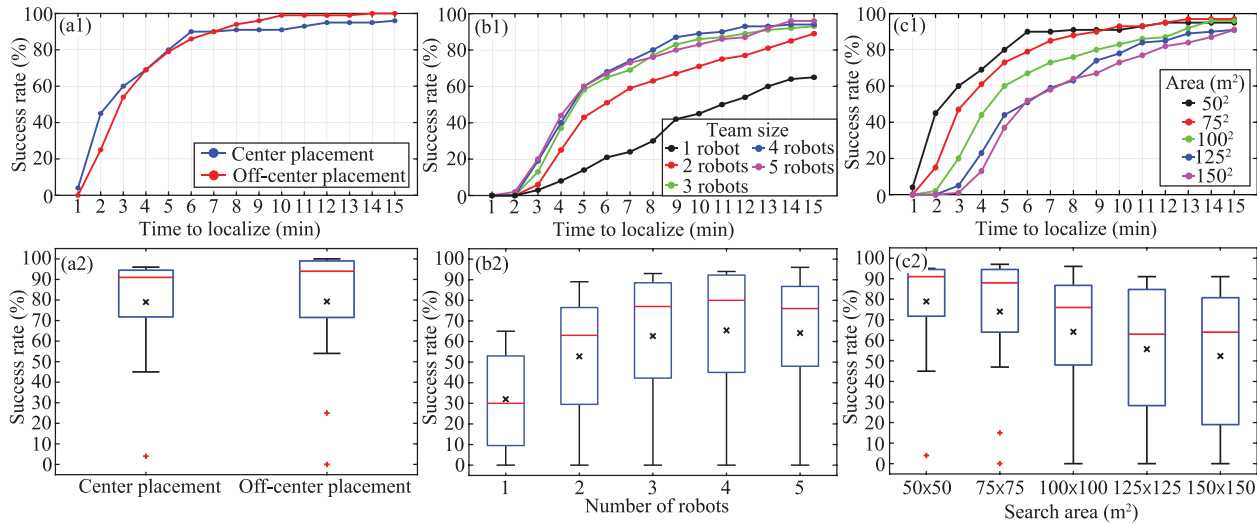 (a1)
Success rate (%)
100
80
60
40
20
0
Center placement
Off-center placement
1 2 3 4 5 6 7 8 9 10 11 12 13 14 15
Time to localize (min)
(b1)
Success rate (%)
100
80
60
40
20
0
Team size
1 robot
2 robots
3 robots
4 robots
5 robots
1 2 3 4 5 6 7 8 9 10 11 12 13 14 15
Time to localize (min)
(c1)
Success rate (%)
100
80
60
40
20
0
Area (m²)
50²
75²
100²
125²
150²
1 2 3 4 5 6 7 8 9 10 11 12 13 14 15
Time to localize (min)
(a2)
Success rate (%)
100
90
80
70
60
50
40
30
20
10
0
Center placement Off-center placement
(b2)
Success rate (%)
100
90
80
70
60
50
40
30
20
10
0
1 2 3 4 5
Number of robots
(c2)
Success rate (%)
100
90
80
70
60
50
40
30
20
10
0
50x50 75x75 100x100 125x125 150x150
Search area (m²)